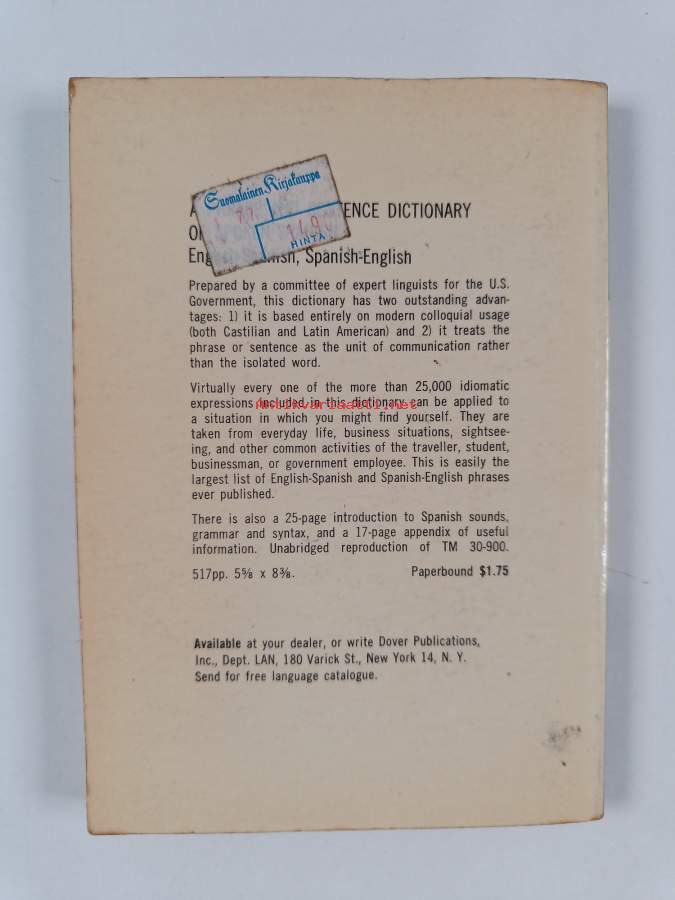 Suomalainen Kirjakauppa
1 77
HINTA
A ENCE DICTIONARY
O
Eng sh, Spanish-English
Prepared by a committee of expert linguists for the U.S.
Government, this dictionary has two outstanding advan-
tages: 1) it is based entirely on modern colloquial usage
(both Castilian and Latin American) and 2) it treats the
phrase or sentence as the unit of communication rather
than the isolated word.
Virtually every one of the more than 25,000 idiomatic
expressions included in this dictionary can be applied to
Antikvariaatti.net
a situation in which you might find yourself. They are
taken from everyday life, business situations, sightsee-
ing, and other common activities of the traveller, student,
businessman, or government employee. This is easily the
largest list of English-Spanish and Spanish-English phrases
ever published.
There is also a 25-page introduction to Spanish sounds,
grammar and syntax, and a 17-page appendix of useful
information. Unabridged reproduction of TM 30-900.
517pp. 5⅝ x 8⅜. Paperbound $1.75
Available at your dealer, or write Dover Publications,
Inc., Dept. LAN, 180 Varick St., New York 14, N. Y.
Send for free language catalogue.